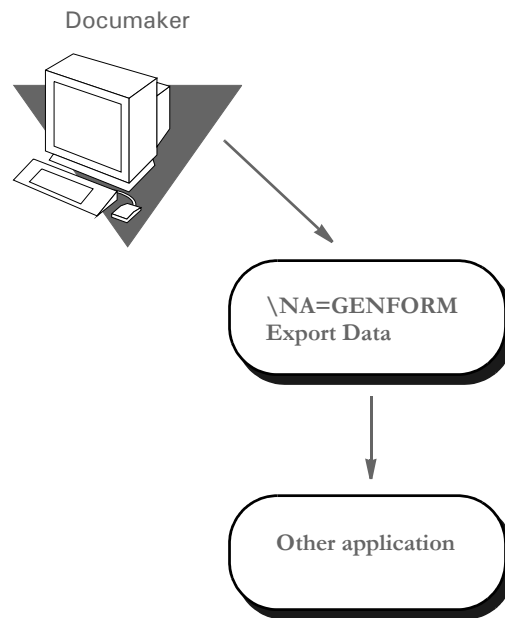 Documaker
\NA=GENFORM
Export Data
Other application